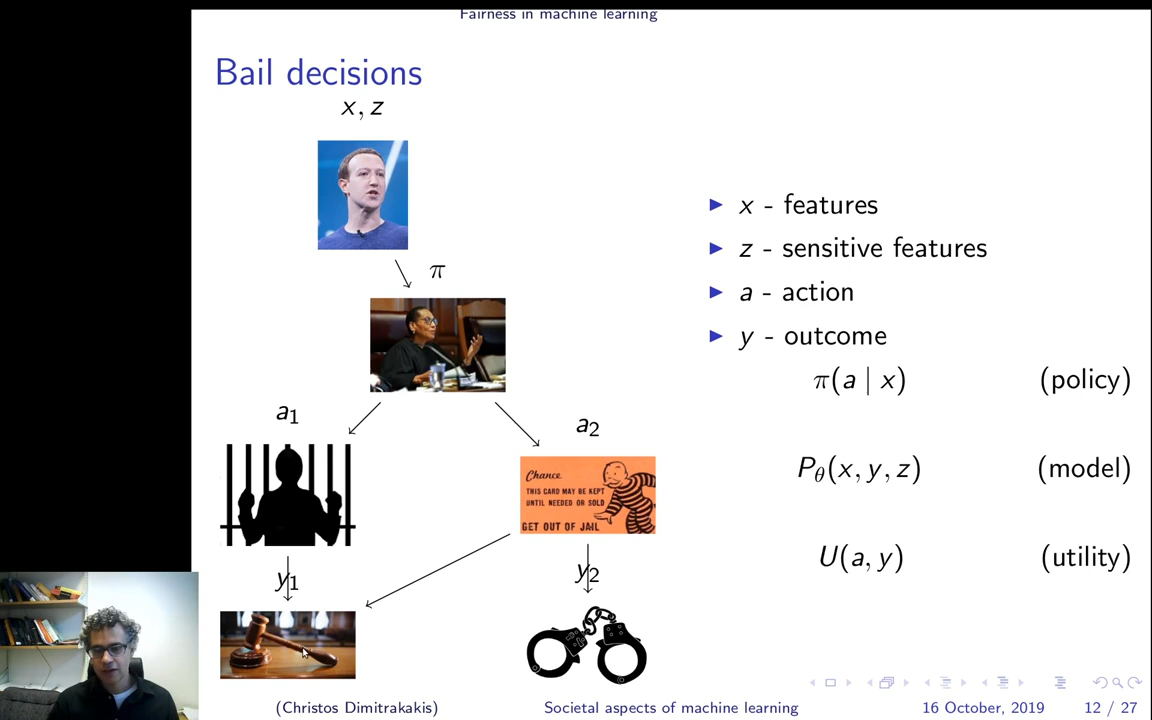 Fairness in machine learning
Bail decisions
x, z
π
a1
a2
Chance
THIS CARD MAY BE KEPT
UNTIL NEEDED OR SOLD
GET OUT OF JAIL
y1
y2
x - features
z - sensitive features
a - action
y - outcome
π(a | x) (policy)
Pθ(x, y, z) (model)
U(a, y) (utility)
(Christos Dimitrakakis) Societal aspects of machine learning 16 October, 2019 12 / 27